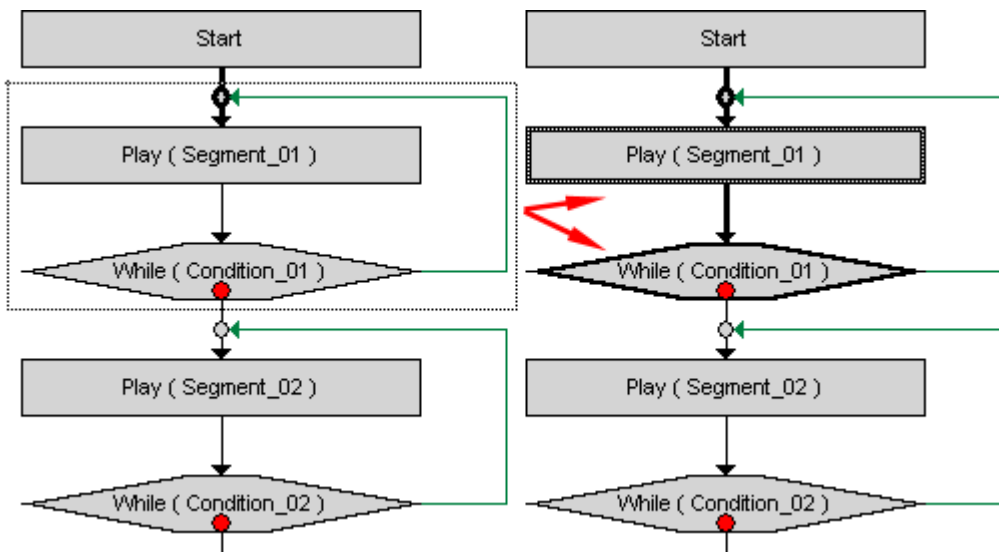 Start
Play ( Segment_01 )
While ( Condition_01 )
Play ( Segment_02 )
While ( Condition_02 )
Start
Play ( Segment_01 )
While ( Condition_01 )
Play ( Segment_02 )
While ( Condition_02 )